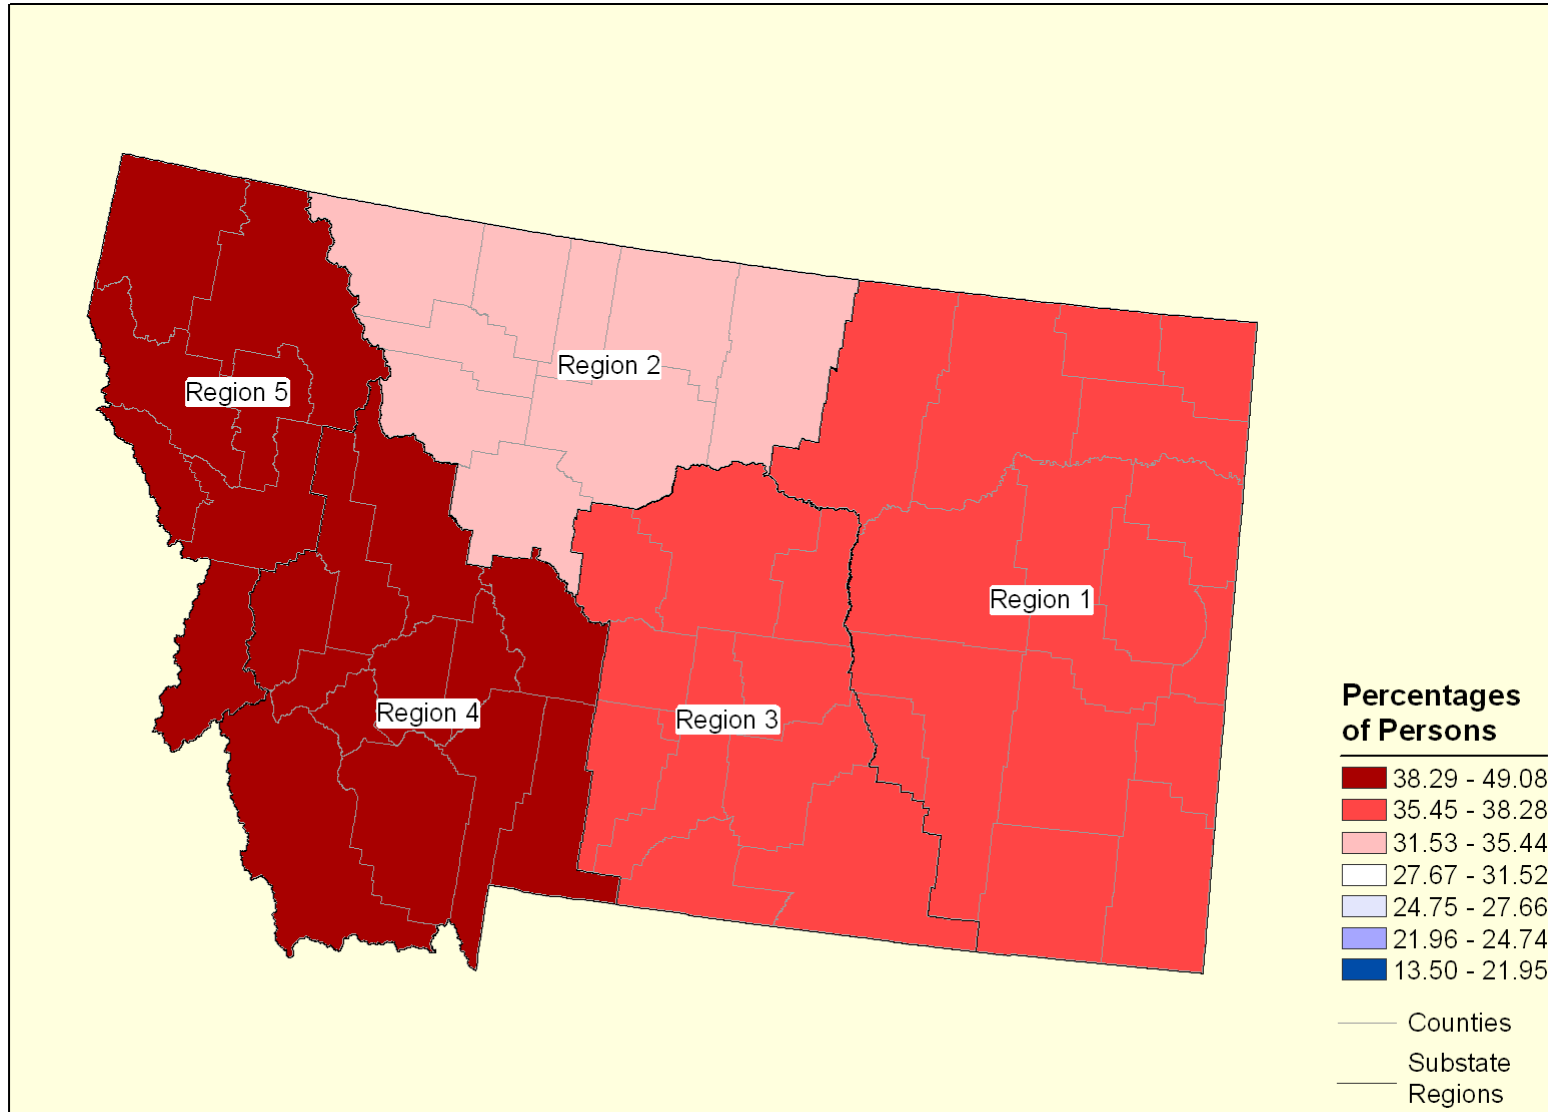 Region 2
Region 5
Region 1
Region 4
Region 3
Percentages
of Persons
38.29 - 49.08
35.45 - 38.28
31.53 - 35.44
27.67 - 31.52
24.75 - 27.66
21.96 - 24.74
13.50 - 21.95
Counties
Substate
Regions